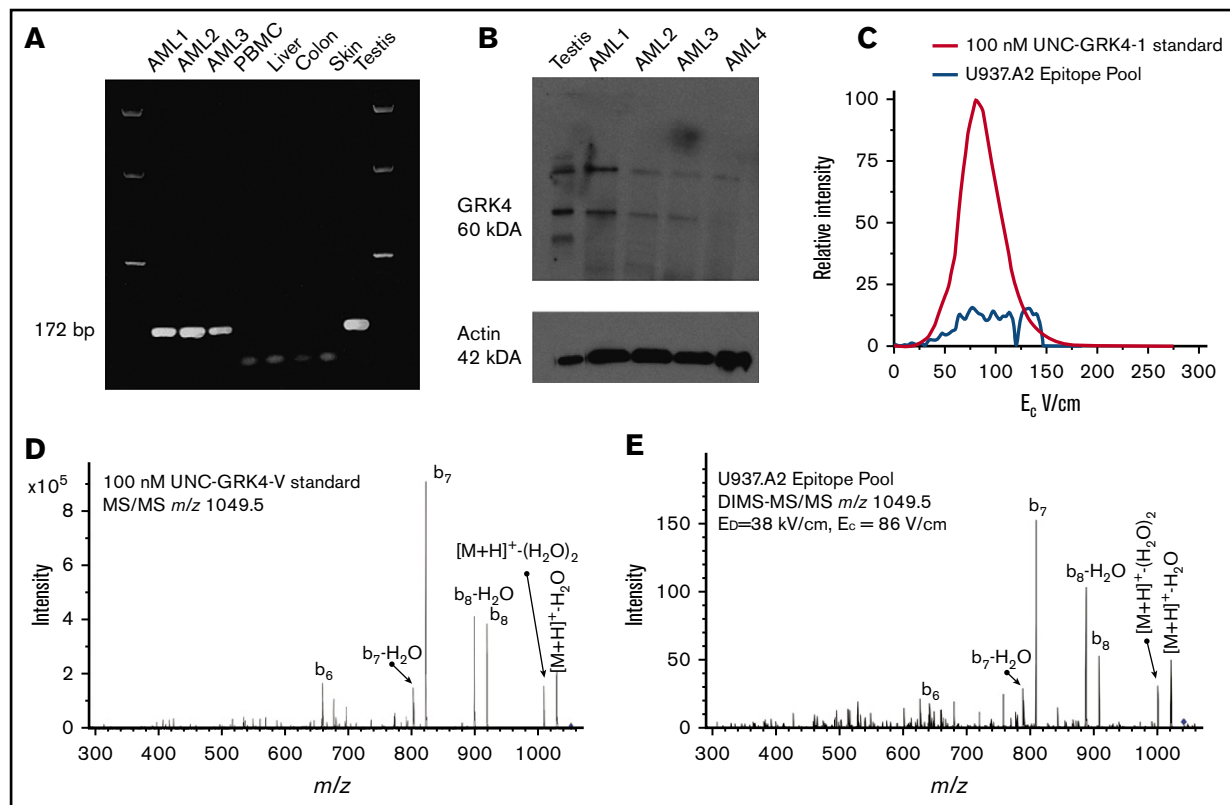 A
AML1 AML2 AML3 PBMC Liver Colon Skin Testis
172 bp
B
Testis AML1 AML2 AML3 AML4
GRK4
60 kDA
Actin
42 kDA
C
100 nM UNC-GRK4-1 standard
U937.A2 Epitope Pool
Relative intensity
100
75
50
25
0
0 50 100 150 200 250 300
E_c V/cm
D
x10⁵
100 nM UNC-GRK4-V standard
MS/MS m/z 1049.5
b₇
[M+H]⁺-(H₂O)₂
[M+H]⁺-H₂O
b₈-H₂O
b₈
b₇-H₂O
b₆
Intensity
8
6
4
2
0
300 400 500 600 700 800 900 1000
m/z
E
U937.A2 Epitope Pool
DIMS-MS/MS m/z 1049.5
E_D=38 kV/cm, E_c = 86 V/cm
b₇
[M+H]⁺-(H₂O)₂
[M+H]⁺-H₂O
b₈-H₂O
b₈
b₇-H₂O
b₆
Intensity
150
100
50
0
300 400 500 600 700 800 900 1000
m/z